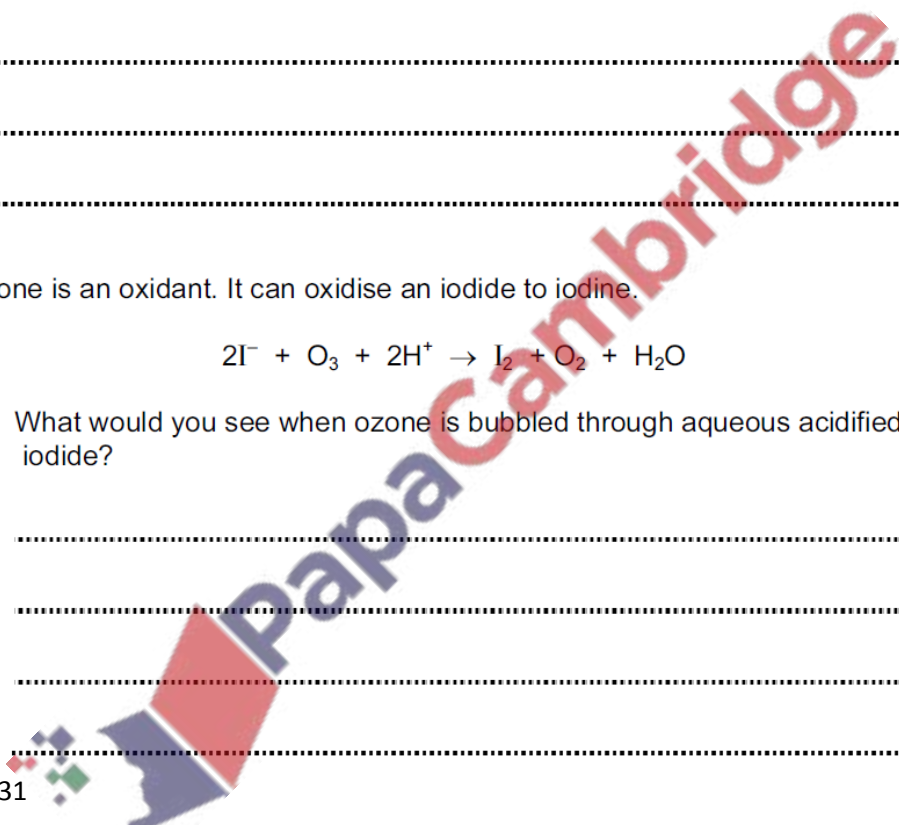 one is an oxidant. It can oxidise an iodide to iodine.
2I⁻ + O₃ + 2H⁺ → I₂ + O₂ + H₂O
What would you see when ozone is bubbled through aqueous acidified
iodide?
PapaCambridge
31